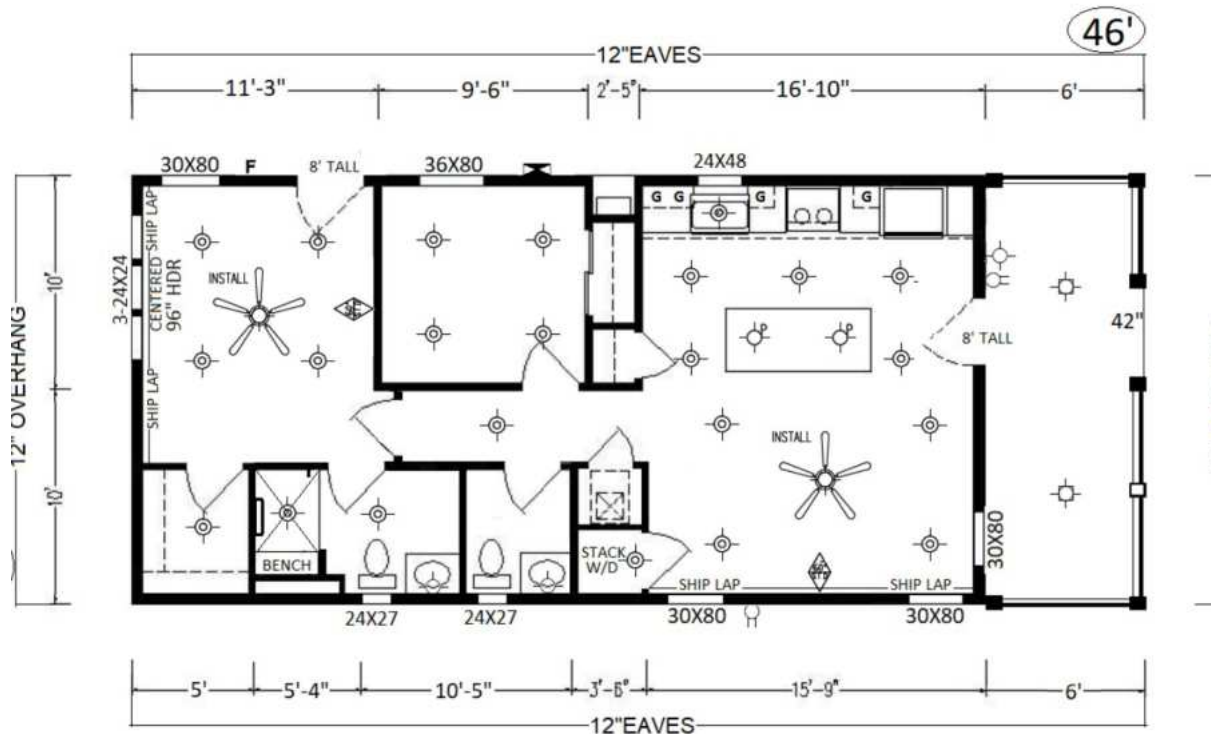 46'
12"EAVES
11'-3" 9'-6" 2'-5" 16'-10" 6'
30X80 F 8' TALL 36X80 24X48
G G G G
SHIP LAP
CENTERED
96" HDR
3-24X24
SHIP LAP
INSTALL
P P
42"
8' TALL
12" OVERHANG
10'
10'
INSTALL
BENCH
STACK
W/D
30X80
SHIP LAP SHIP LAP
24X27 24X27 30X80 30X80
5' 5'-4" 10'-5" 3'-6" 15'-9" 6'
12"EAVES